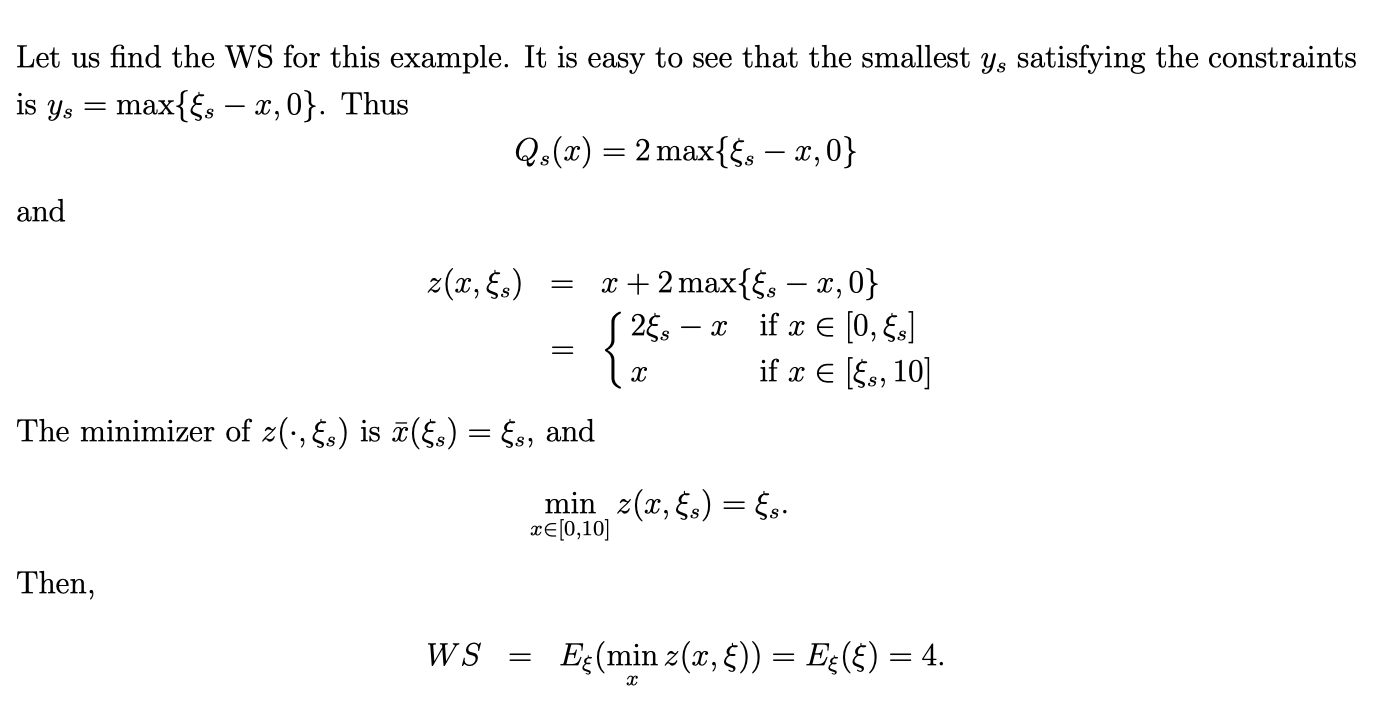 Let us find the WS for this example. It is easy to see that the smallest $y_s$ satisfying the constraints
is $y_s = \max\{\xi_s - x, 0\}$. Thus
$Q_s(x) = 2\max\{\xi_s - x, 0\}$
and
$z(x, \xi_s) = x + 2\max\{\xi_s - x, 0\}$
$= \begin{cases} 2\xi_s - x & \text{if } x \in [0, \xi_s] \\ x & \text{if } x \in [\xi_s, 10] \end{cases}$
The minimizer of $z(\cdot, \xi_s)$ is $\bar{x}(\xi_s) = \xi_s$, and
$\min_{x \in [0,10]} z(x, \xi_s) = \xi_s.$
Then,
$WS = E_\xi(\min_x z(x, \xi)) = E_\xi(\xi) = 4.$